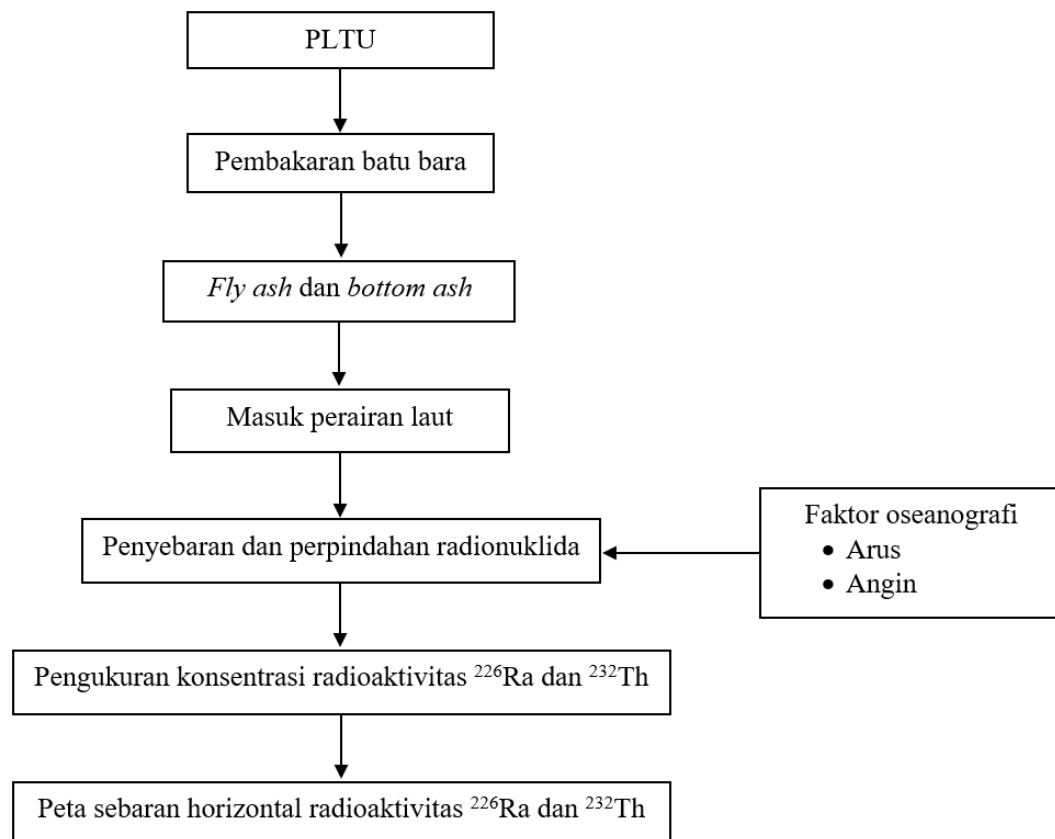 PLTU
Pembakaran batu bara
Fly ash dan bottom ash
Masuk perairan laut
Penyebaran dan perpindahan radionuklida
Faktor oseanografi
• Arus
• Angin
Pengukuran konsentrasi radioaktivitas ²²⁶Ra dan ²³²Th
Peta sebaran horizontal radioaktivitas ²²⁶Ra dan ²³²Th